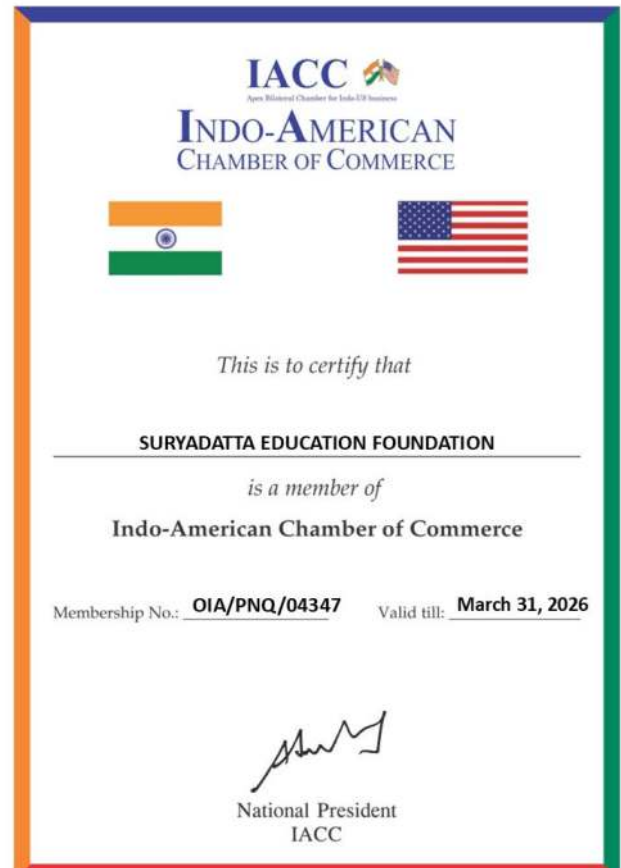 IACC
Apex Bilateral Chamber for Indo-US business
INDO-AMERICAN
CHAMBER OF COMMERCE
This is to certify that
SURYADATTA EDUCATION FOUNDATION
is a member of
Indo-American Chamber of Commerce
Membership No.: OIA/PNQ/04347 Valid till: March 31, 2026
National President
IACC